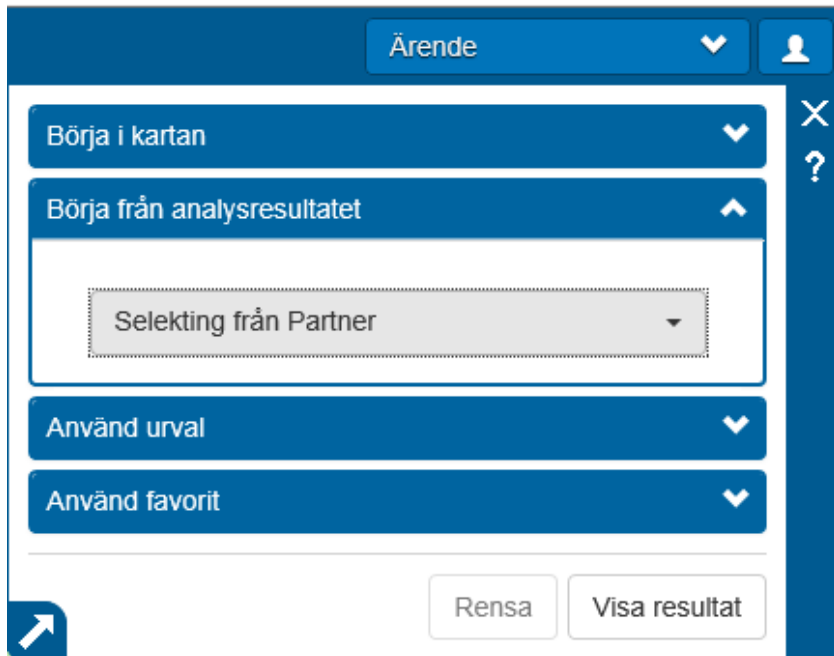 Ärende
Börja i kartan
?
Börja från analysresultatet
Selekting från Partner
Använd urval
Använd favorit
Rensa
Visa resultat